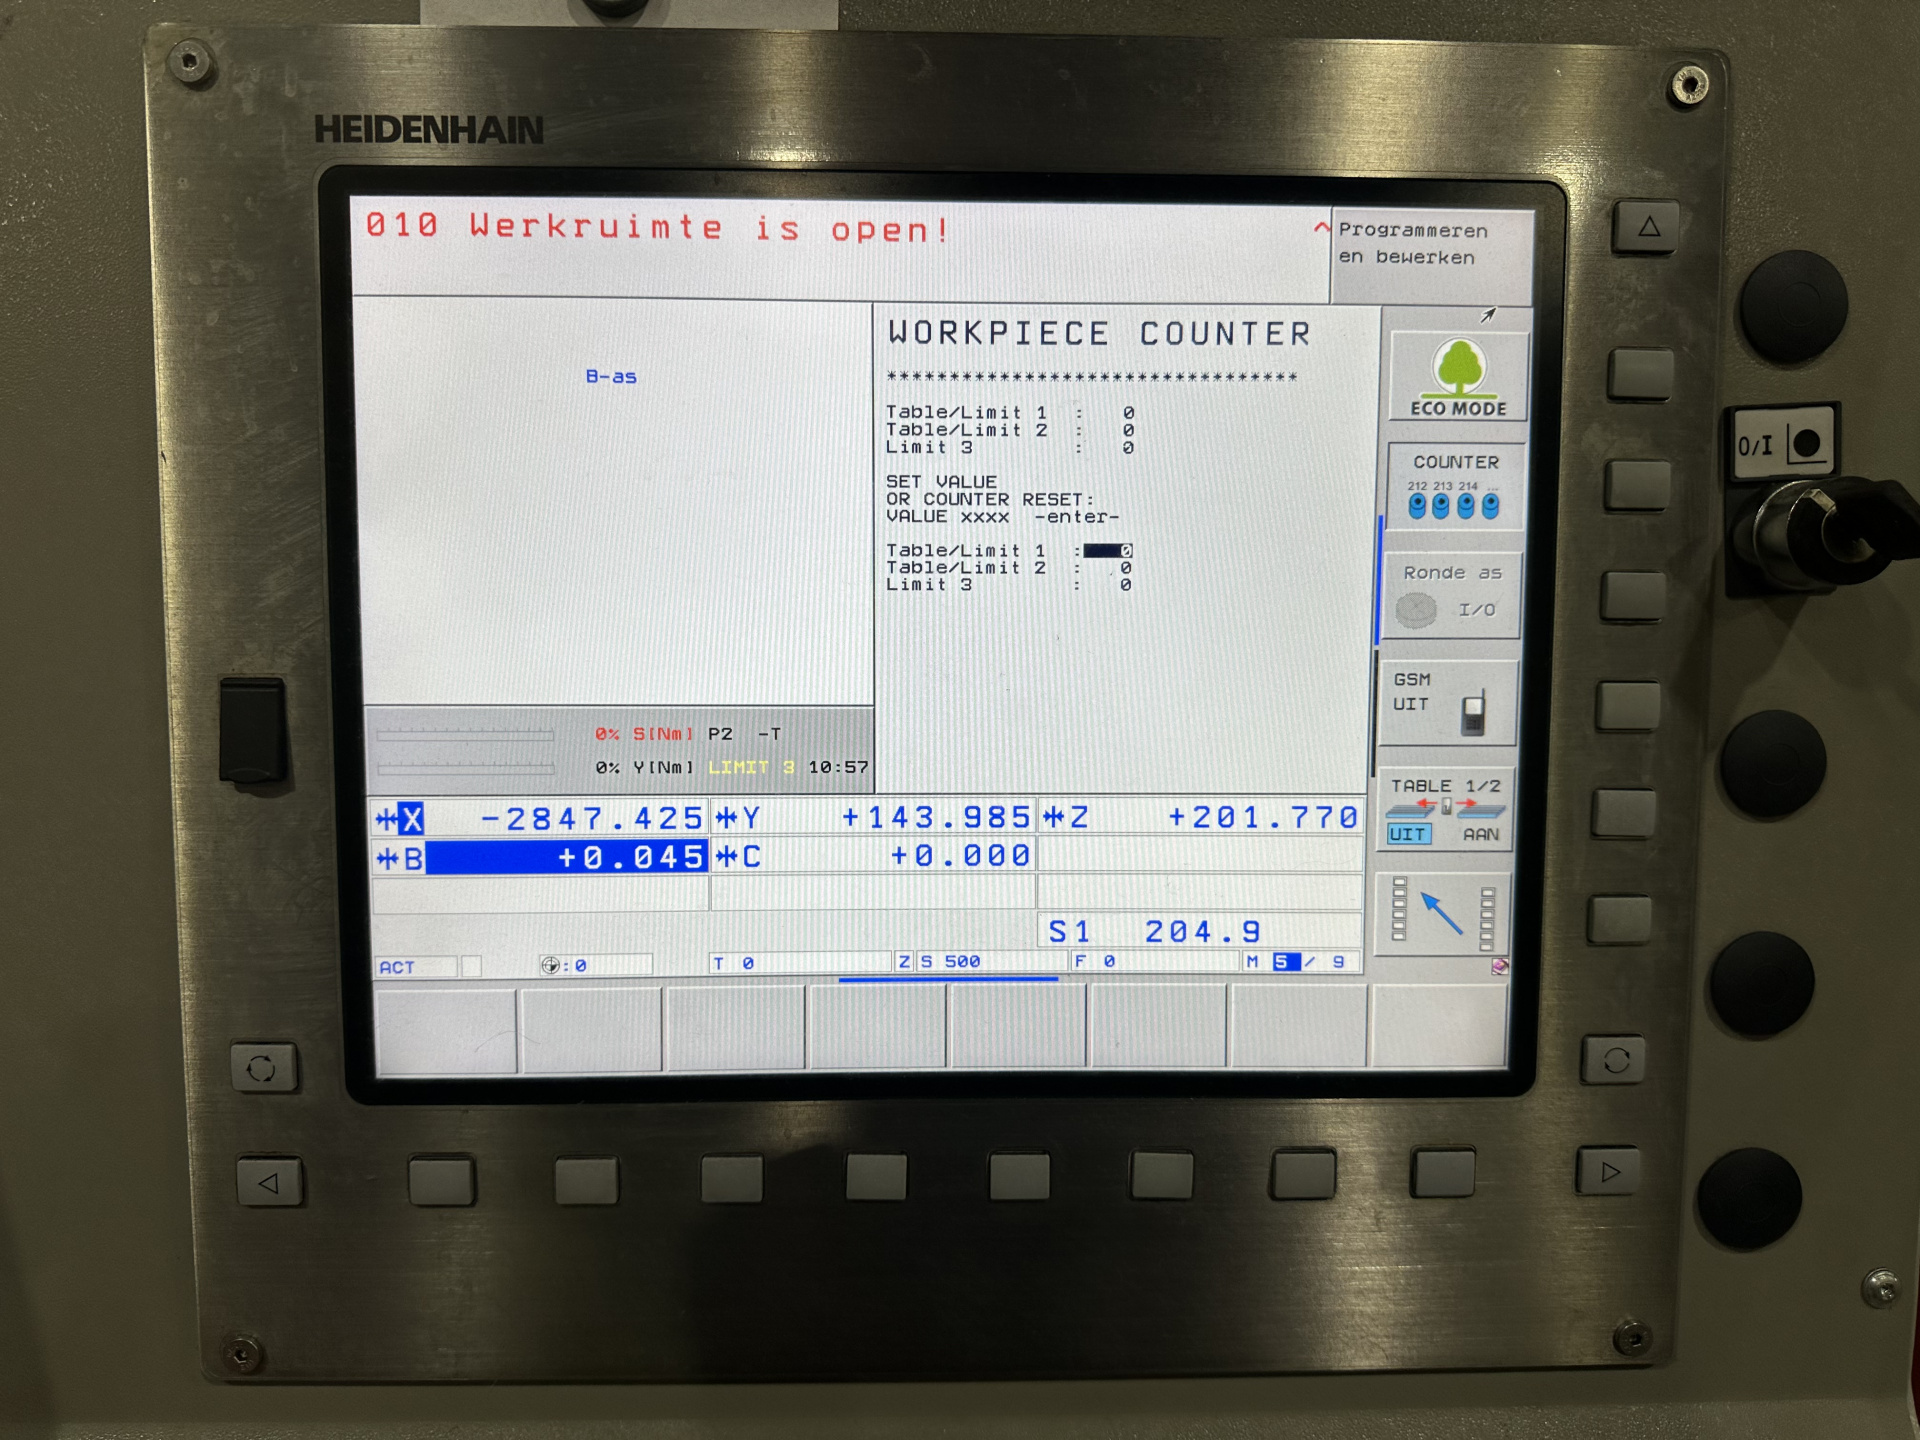 HEIDENHAIN
010 Werkruimte is open!
Programmeren
en bewerken
B-as
WORKPIECE COUNTER
*********************************
Table/Limit 1 : 0
Table/Limit 2 : 0
Limit 3 : 0
SET VALUE
OR COUNTER RESET:
VALUE xxxx -enter-
Table/Limit 1 : 0
Table/Limit 2 : 0
Limit 3 : 0
ECO MODE
COUNTER
212 213 214 ...
Ronde as
I/O
GSM
UIT
TABLE 1/2
UIT AAN
O/I
0% S[Nm] P2 -T
0% Y[Nm] LIMIT 3 10:57
X -2847.425 Y +143.985 Z +201.770
B +0.045 C +0.000
S1 204.9
ACT : 0 T 0 Z S 500 F 0 M 5 / 9